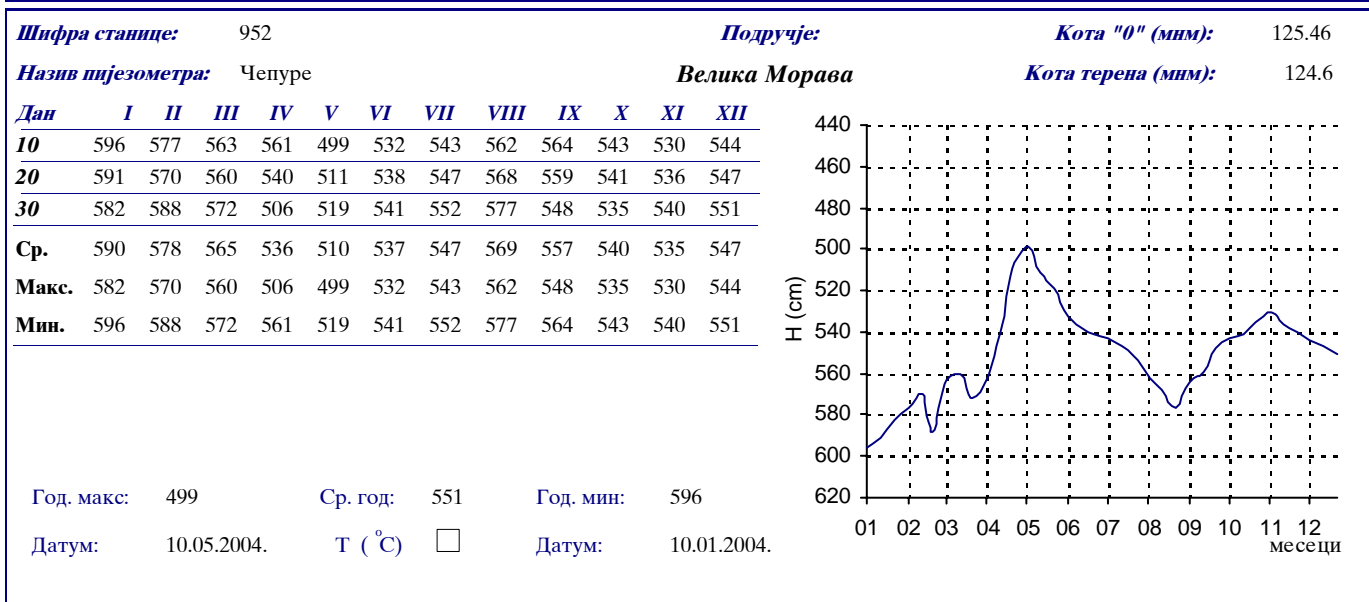 Шифра станице: 952 Подручје: Кота "0" (мнм): 125.46
Назив пијезометра: Чепуре Велика Морава Кота терена (мнм): 124.6
Дан I II III IV V VI VII VIII IX X XI XII
10 596 577 563 561 499 532 543 562 564 543 530 544
20 591 570 560 540 511 538 547 568 559 541 536 547
30 582 588 572 506 519 541 552 577 548 535 540 551
Ср. 590 578 565 536 510 537 547 569 557 540 535 547
Макс. 582 570 560 506 499 532 543 562 548 535 530 544
Мин. 596 588 572 561 519 541 552 577 564 543 540 551
440
460
480
500
520
540
560
580
600
620
H (cm)
01 02 03 04 05 06 07 08 09 10 11 12
месеци
Год. макс: 499 Ср. год: 551 Год. мин: 596
Датум: 10.05.2004. Т ( °C) Датум: 10.01.2004.